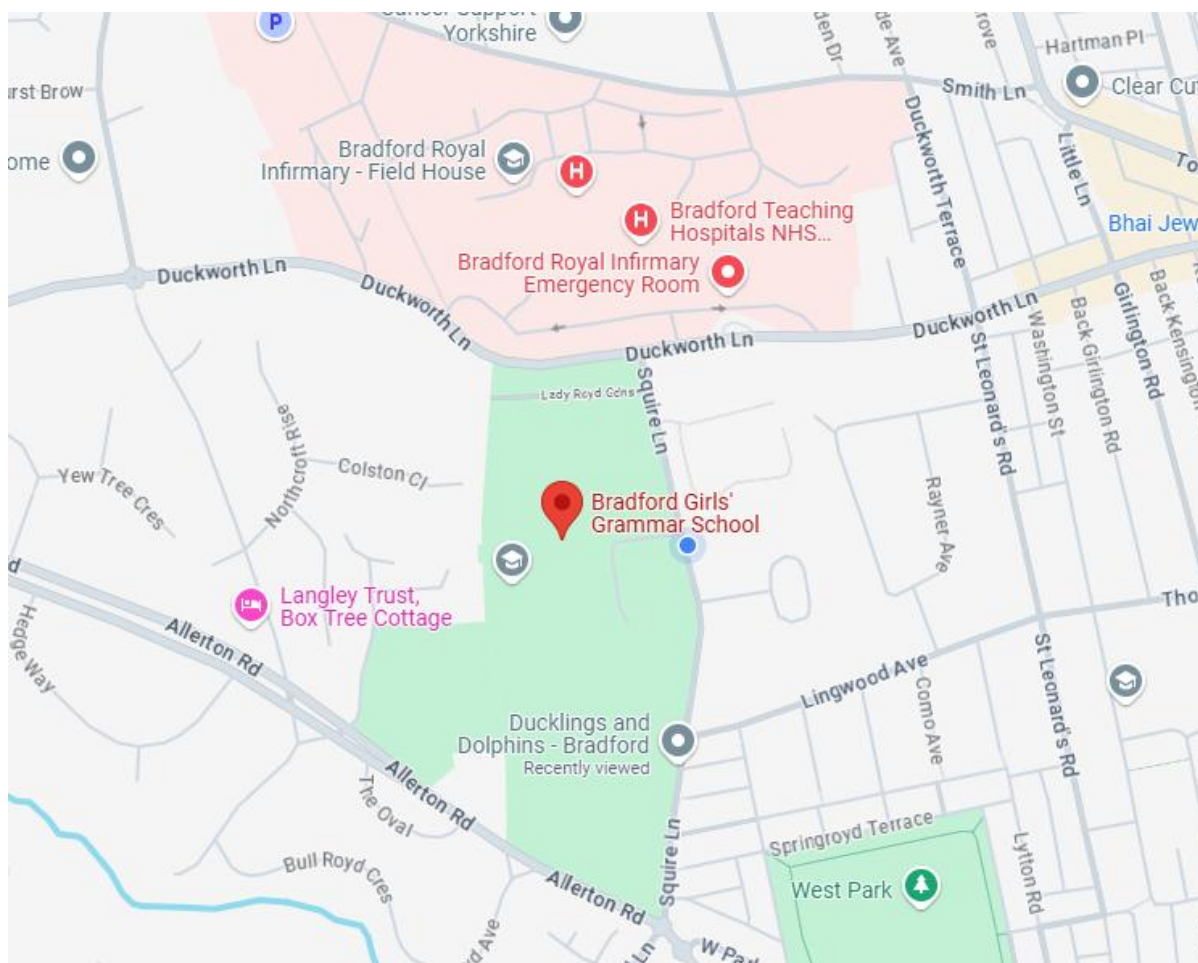 P
Yorkshire
Hartman Pl
Smith Ln
Clear Cu
Bradford Royal
Infirmary - Field House
H
H
Bradford Teaching
Hospitals NHS...
Bradford Royal Infirmary
Emergency Room
Duckworth Terrace
Little Ln
To
Bhai Jew
Duckworth Ln
Duckworth Ln
Duckworth Ln
Duckworth Ln
Lady Royd Gdns
Squire Ln
St Leonard's Rd
Washington St
Back Girlington Rd
Girlington Rd
Back Kensington
Northcroft Rise
Colston Cl
Yew Tree Cres
Rayner Ave
Bradford Girls'
Grammar School
Langley Trust,
Box Tree Cottage
Hedge Way
Allerton Rd
Tho
Lingwood Ave
Como Ave
St Leonard's Rd
Ducklings and
Dolphins - Bradford
Recently viewed
Allerton Rd
The Oval
Bull Royd Cres
Springroyd Terrace
Squire Ln
Lytton Rd
West Park
Allerton Rd
W Pa